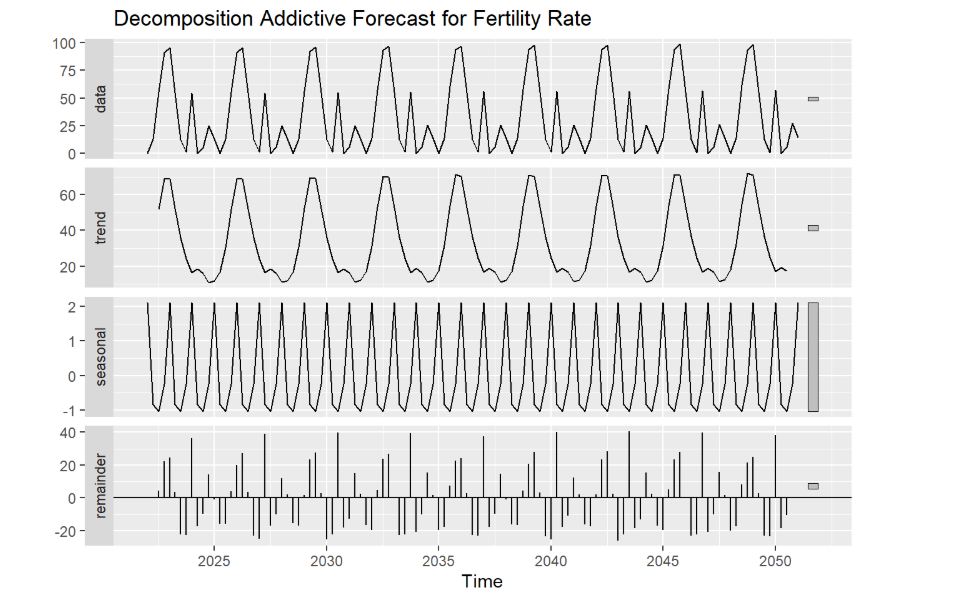 Decomposition Addictive Forecast for Fertility Rate
100
75
50
25
0
data
60
40
20
trend
2
1
0
-1
seasonal
40
20
0
-20
remainder
2025 2030 2035 2040 2045 2050
Time